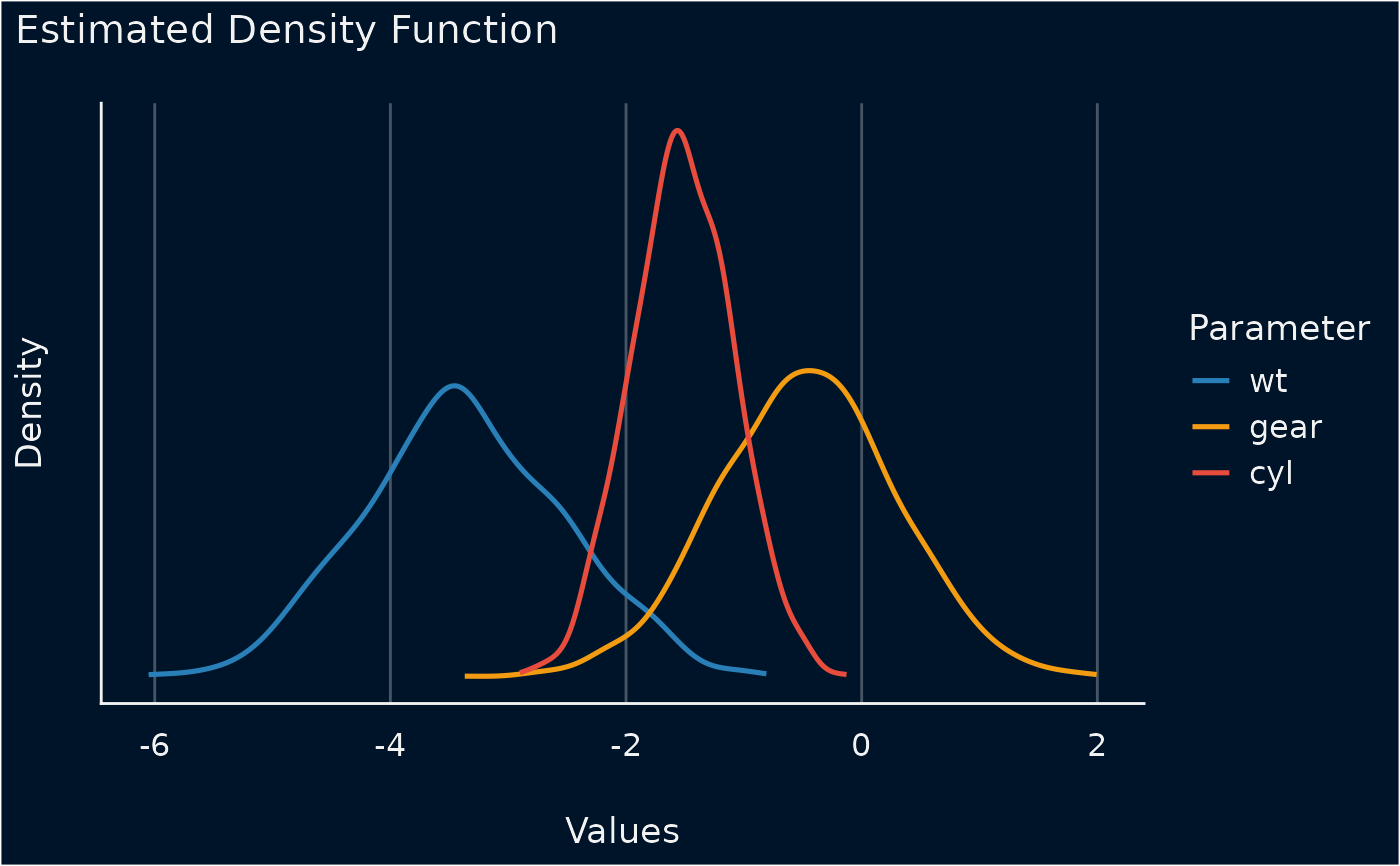 Estimated Density Function
Density
-6 -4 -2 0 2
Values
Parameter
wt
gear
cyl